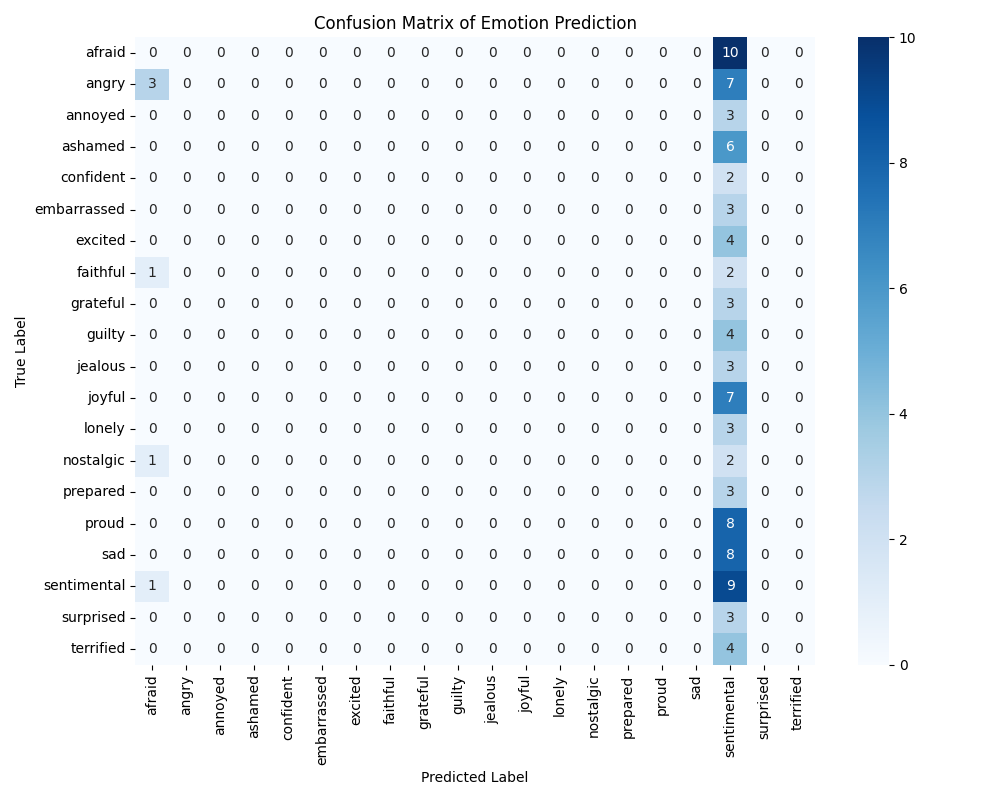 Confusion Matrix of Emotion Prediction
afraid 0 0 0 0 0 0 0 0 0 0 0 0 0 0 0 0 0 10 0 0
angry 3 0 0 0 0 0 0 0 0 0 0 0 0 0 0 0 0 7 0 0
annoyed 0 0 0 0 0 0 0 0 0 0 0 0 0 0 0 0 0 3 0 0
ashamed 0 0 0 0 0 0 0 0 0 0 0 0 0 0 0 0 0 6 0 0
confident 0 0 0 0 0 0 0 0 0 0 0 0 0 0 0 0 0 2 0 0
embarrassed 0 0 0 0 0 0 0 0 0 0 0 0 0 0 0 0 0 3 0 0
excited 0 0 0 0 0 0 0 0 0 0 0 0 0 0 0 0 0 4 0 0
faithful 1 0 0 0 0 0 0 0 0 0 0 0 0 0 0 0 0 2 0 0
grateful 0 0 0 0 0 0 0 0 0 0 0 0 0 0 0 0 0 3 0 0
guilty 0 0 0 0 0 0 0 0 0 0 0 0 0 0 0 0 0 4 0 0
jealous 0 0 0 0 0 0 0 0 0 0 0 0 0 0 0 0 0 3 0 0
joyful 0 0 0 0 0 0 0 0 0 0 0 0 0 0 0 0 0 7 0 0
lonely 0 0 0 0 0 0 0 0 0 0 0 0 0 0 0 0 0 3 0 0
nostalgic 1 0 0 0 0 0 0 0 0 0 0 0 0 0 0 0 0 2 0 0
prepared 0 0 0 0 0 0 0 0 0 0 0 0 0 0 0 0 0 3 0 0
proud 0 0 0 0 0 0 0 0 0 0 0 0 0 0 0 0 0 8 0 0
sad 0 0 0 0 0 0 0 0 0 0 0 0 0 0 0 0 0 8 0 0
sentimental 1 0 0 0 0 0 0 0 0 0 0 0 0 0 0 0 0 9 0 0
surprised 0 0 0 0 0 0 0 0 0 0 0 0 0 0 0 0 0 3 0 0
terrified 0 0 0 0 0 0 0 0 0 0 0 0 0 0 0 0 0 4 0 0
True Label
afraid
angry
annoyed
ashamed
confident
embarrassed
excited
faithful
grateful
guilty
jealous
joyful
lonely
nostalgic
prepared
proud
sad
sentimental
surprised
terrified
Predicted Label
10
8
6
4
2
0